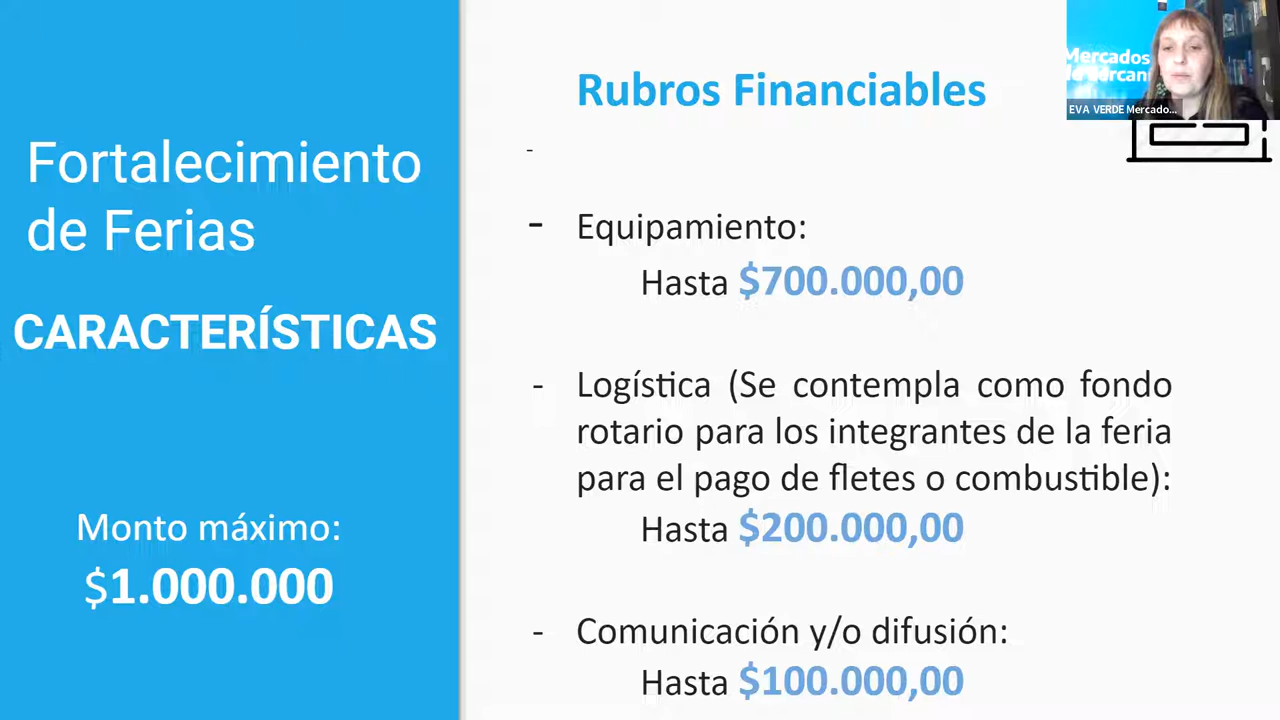 Fortalecimiento
de Ferias
CARACTERÍSTICAS
Monto máximo:
$1.000.000
Rubros Financiables
-
- Equipamiento:
Hasta $700.000,00
- Logística (Se contempla como fondo
rotario para los integrantes de la feria
para el pago de fletes o combustible):
Hasta $200.000,00
- Comunicación y/o difusión:
Hasta $100.000,00
Mercados
EVA VERDE Mercado...